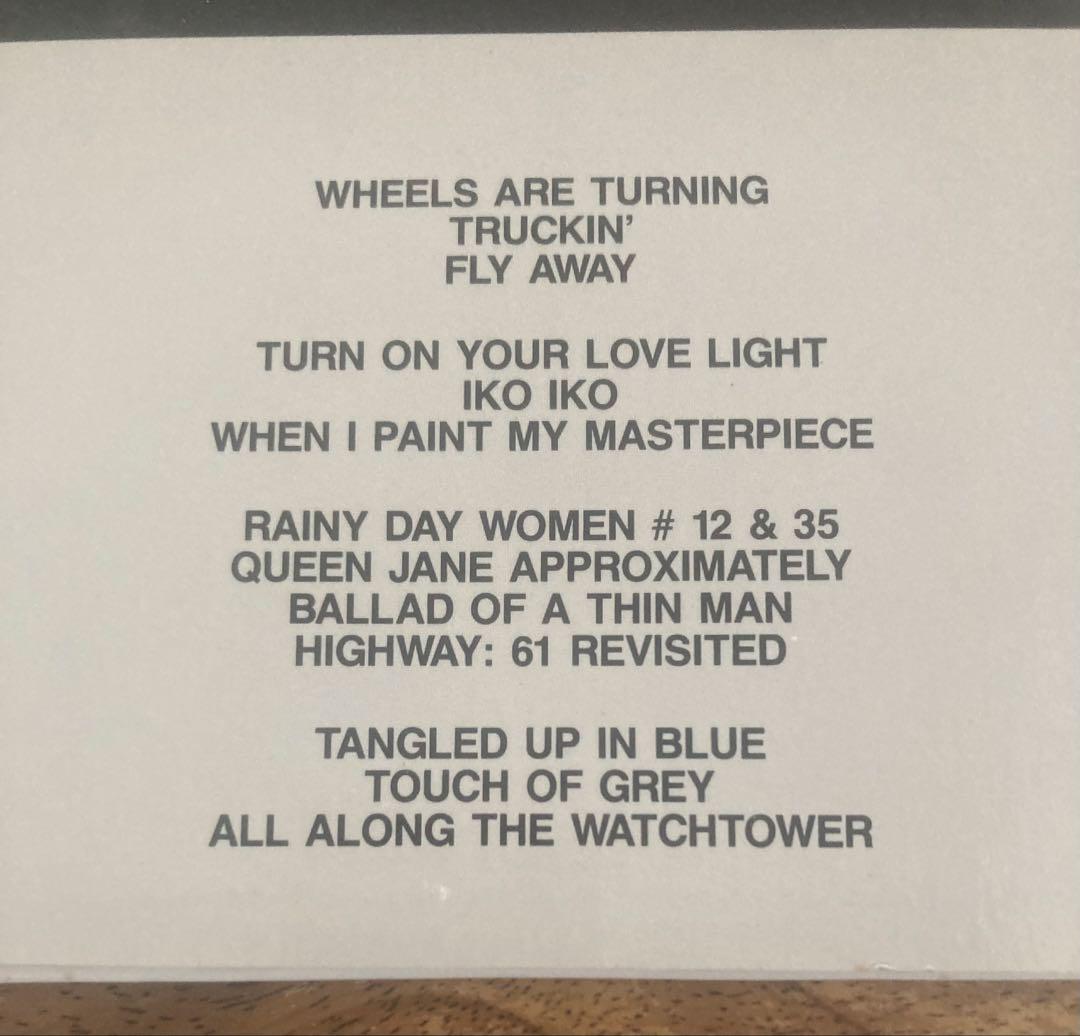 WHEELS ARE TURNING
TRUCKIN'
FLY AWAY
TURN ON YOUR LOVE LIGHT
IKO IKO
WHEN I PAINT MY MASTERPIECE
RAINY DAY WOMEN # 12 & 35
QUEEN JANE APPROXIMATELY
BALLAD OF A THIN MAN
HIGHWAY: 61 REVISITED
TANGLED UP IN BLUE
TOUCH OF GREY
ALL ALONG THE WATCHTOWER